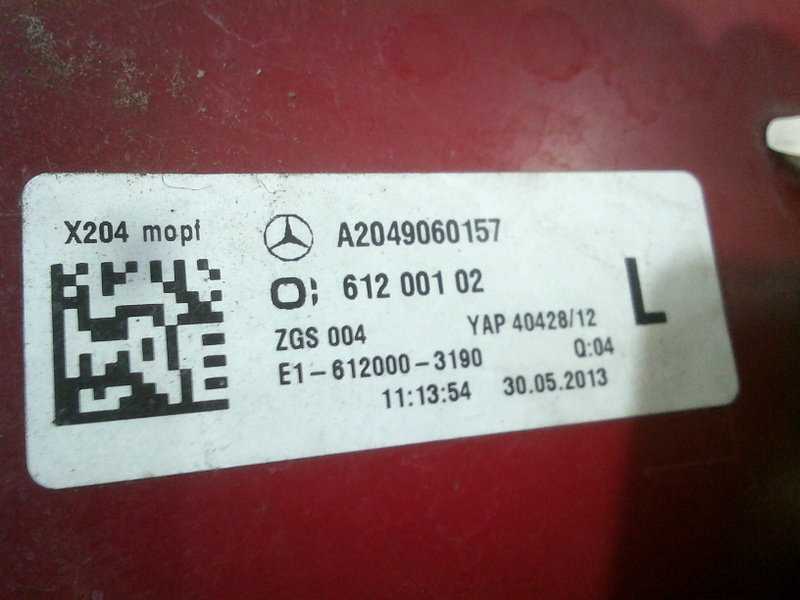 X204 mopf
A2049060157
612 001 02
L
ZGS 004 YAP 40428/12
E1-612000-3190 Q:04
11:13:54 30.05.2013